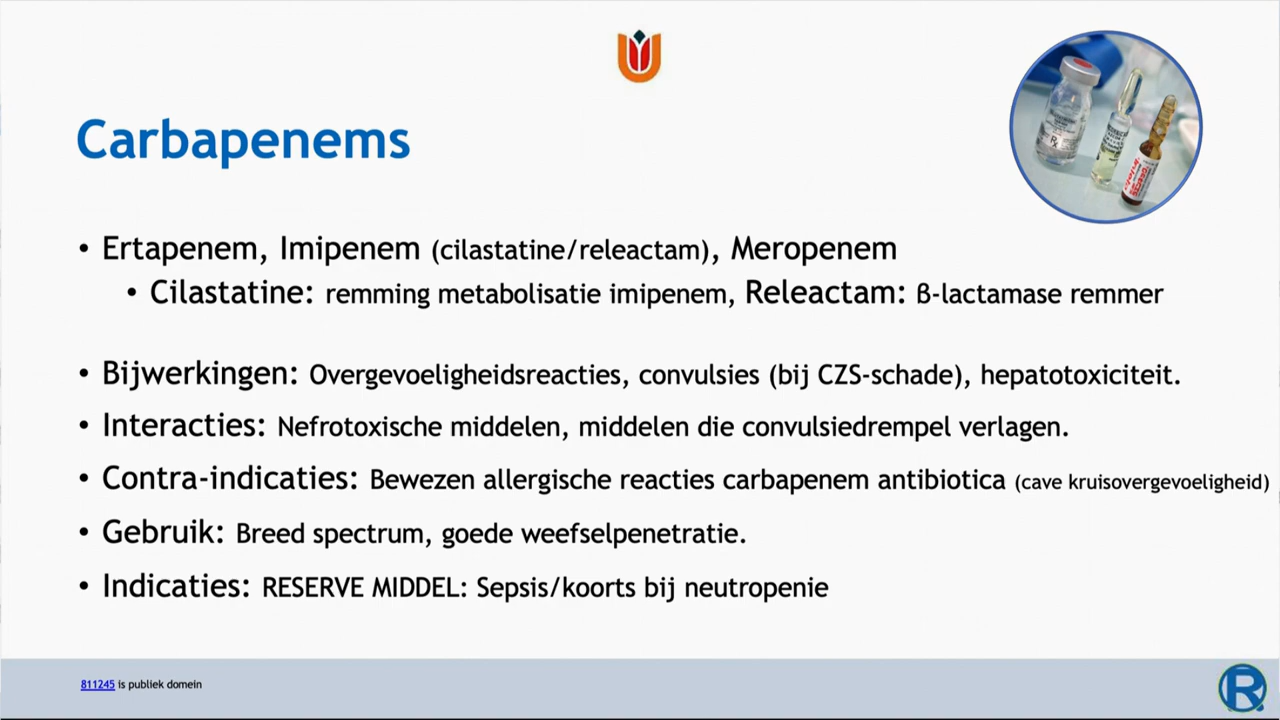 Carbapenems
• Ertapenem, Imipenem (cilastatine/releactam), Meropenem
• Cilastatine: remming metabolisatie imipenem, Releactam: ß-lactamase remmer
• Bijwerkingen: Overgevoeligheidsreacties, convulsies (bij CZS-schade), hepatotoxiciteit.
• Interacties: Nefrotoxische middelen, middelen die convulsiedrempel verlagen.
• Contra-indicaties: Bewezen allergische reacties carbapenem antibiotica (cave kruisovergevoeligheid)
• Gebruik: Breed spectrum, goede weefselpenetratie.
• Indicaties: RESERVE MIDDEL: Sepsis/koorts bij neutropenie
811245 is publiek domein
R